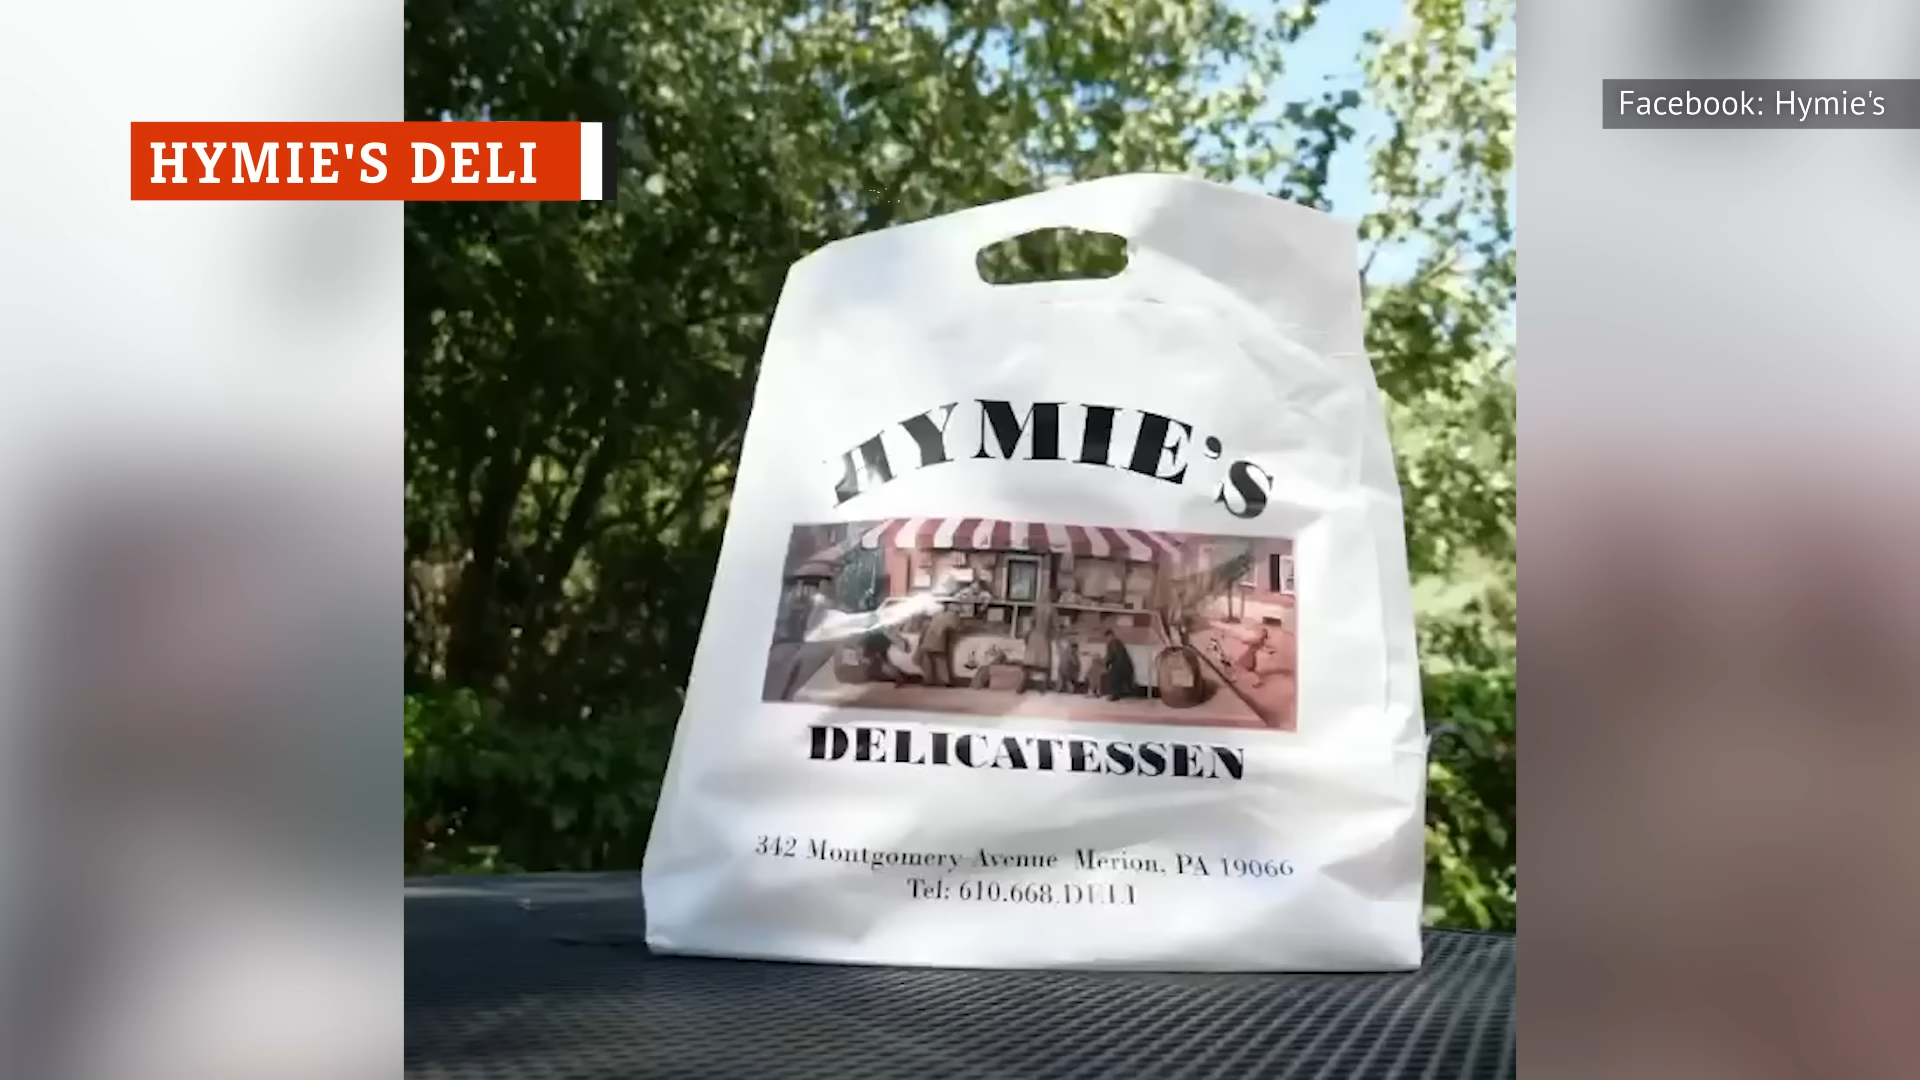 Facebook: Hymie's
HYMIE'S DELI
HYMIE'S
DELICATESSEN
342 Montgomery Avenue Merion, PA 19066
Tel: 610.668.DELI